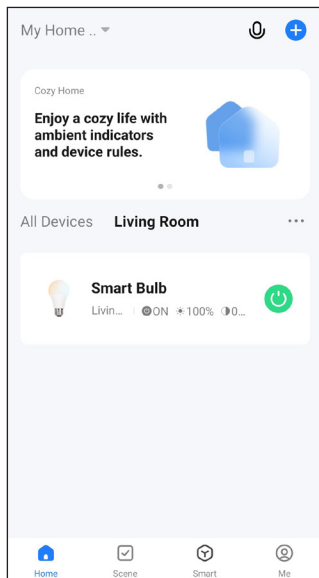 My Home ..
Cozy Home
Enjoy a cozy life with
ambient indicators
and device rules.
All Devices Living Room ...
Smart Bulb
Livin... ON 100% 0...
Home Scene Smart Me